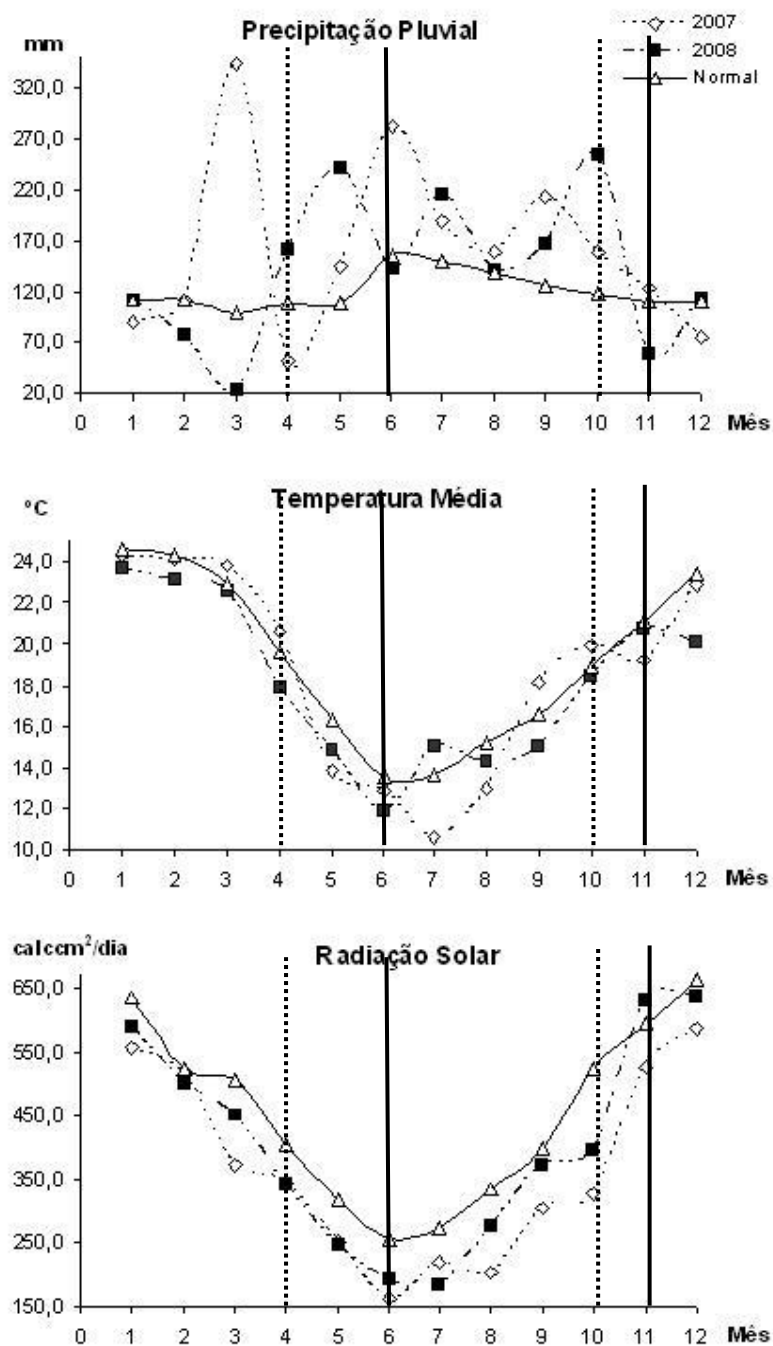 Precipitação Pluvial
mm
2007
2008
Normal
320,0
270,0
220,0
170,0
120,0
70,0
20,0
0 1 2 3 4 5 6 7 8 9 10 11 12 Mês
Temperatura Média
°C
24,0
22,0
20,0
18,0
16,0
14,0
12,0
10,0
0 1 2 3 4 5 6 7 8 9 10 11 12 Mês
cal ccm²/dia
Radiação Solar
650,0
550,0
450,0
350,0
250,0
150,0
0 1 2 3 4 5 6 7 8 9 10 11 12 Mês